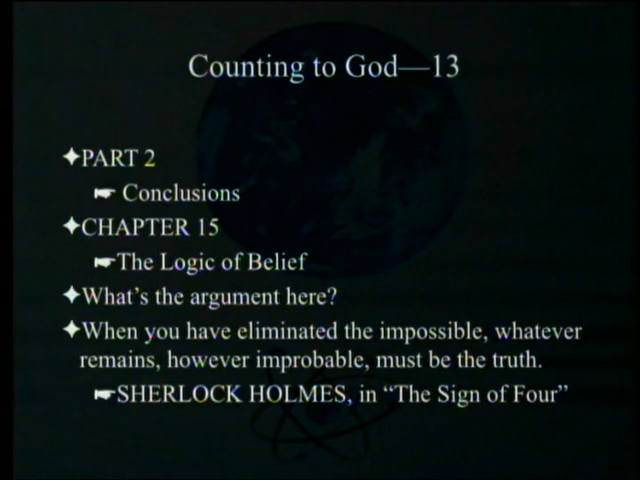 Counting to God—13
PART 2
Conclusions
CHAPTER 15
The Logic of Belief
What's the argument here?
When you have eliminated the impossible, whatever
remains, however improbable, must be the truth.
SHERLOCK HOLMES, in “The Sign of Four”